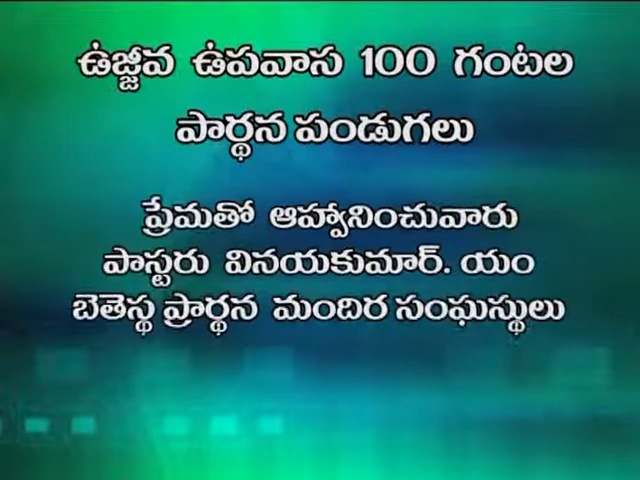 ఉజ్జీవ ఉపవాస 100 గంటల
పార్థన పండుగలు
ప్రేమతో ఆహ్వానించువారు
పాస్టరు వినయకుమార్. యం
బెతెస్థ ప్రార్థన మందిర సంఘస్థులు